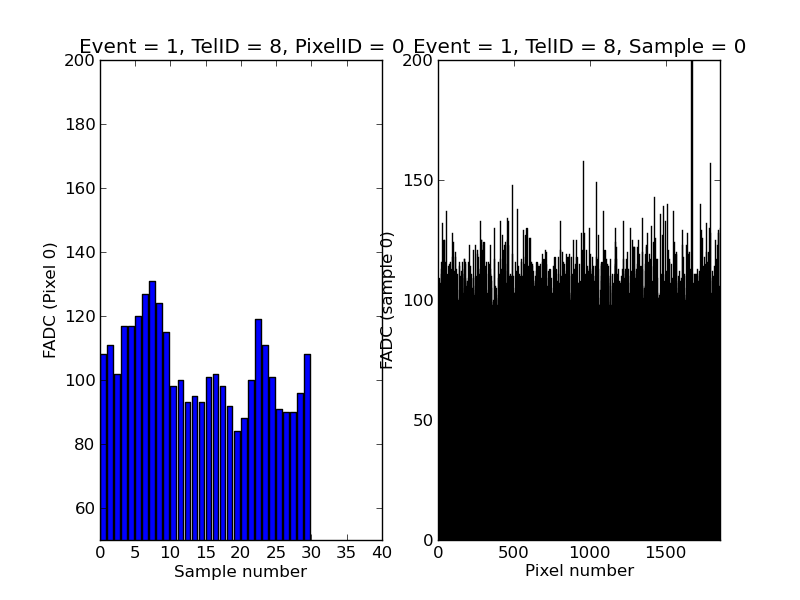 Event = 1, TelID = 8, PixelID = 0
200
180
160
140
120
100
80
60
FADC (Pixel 0)
0 5 10 15 20 25 30 35 40
Sample number
Event = 1, TelID = 8, Sample = 0
200
150
100
50
0
FADC (sample 0)
0 500 1000 1500
Pixel number